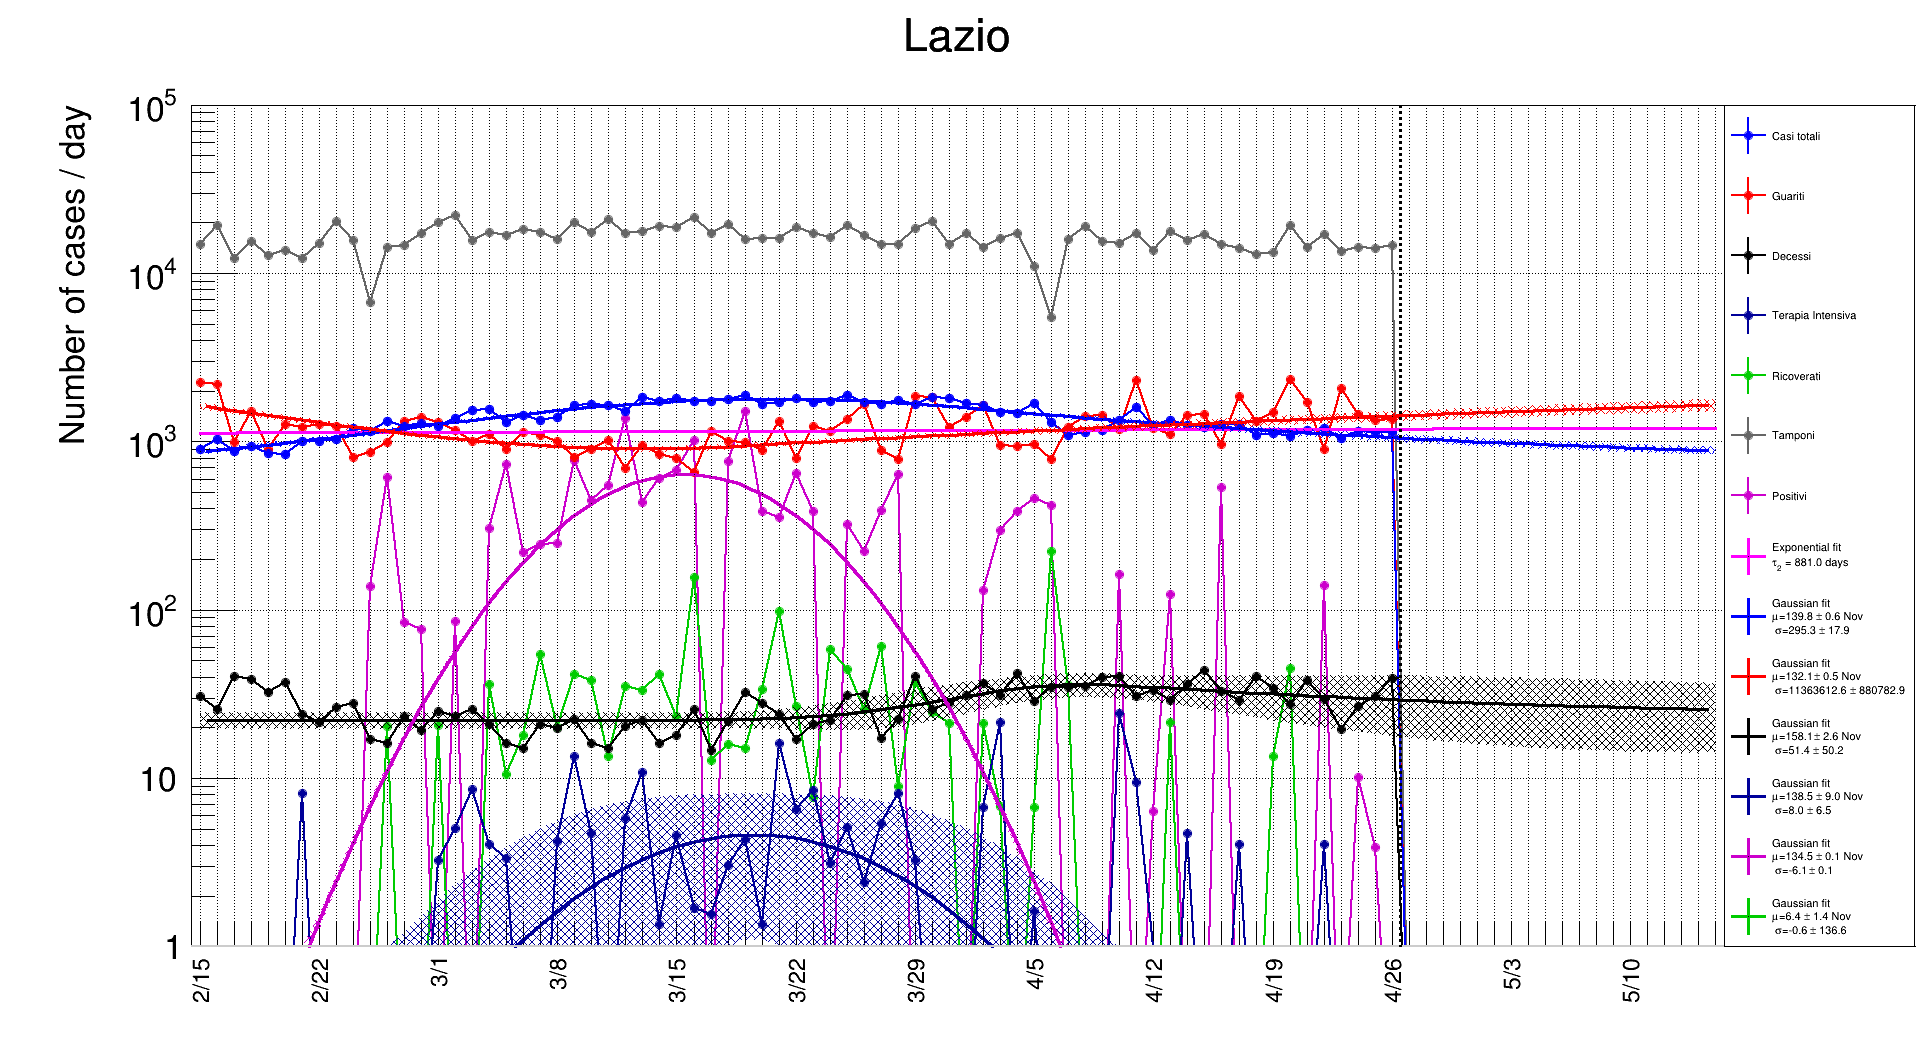 Lazio
Number of cases / day
10^5
10^4
10^3
10^2
10
1
2/15
2/22
3/1
3/8
3/15
3/22
3/29
4/5
4/12
4/19
4/26
5/3
5/10
Casi totali
Guariti
Decessi
Terapia Intensiva
Ricoverati
Tamponi
Positivi
Exponential fit
τ_2 = 881.0 days
Gaussian fit
μ=139.8 ± 0.6 Nov
σ=295.3 ± 17.9
Gaussian fit
μ=132.1± 0.5 Nov
σ=11363612.6 ± 880782.9
Gaussian fit
μ=158.1± 2.6 Nov
σ=51.4 ± 50.2
Gaussian fit
μ=138.5 ± 9.0 Nov
σ=8.0 ± 6.5
Gaussian fit
μ=134.5 ± 0.1 Nov
σ=-6.1 ± 0.1
Gaussian fit
μ=6.4 ± 1.4 Nov
σ=-0.6 ± 136.6